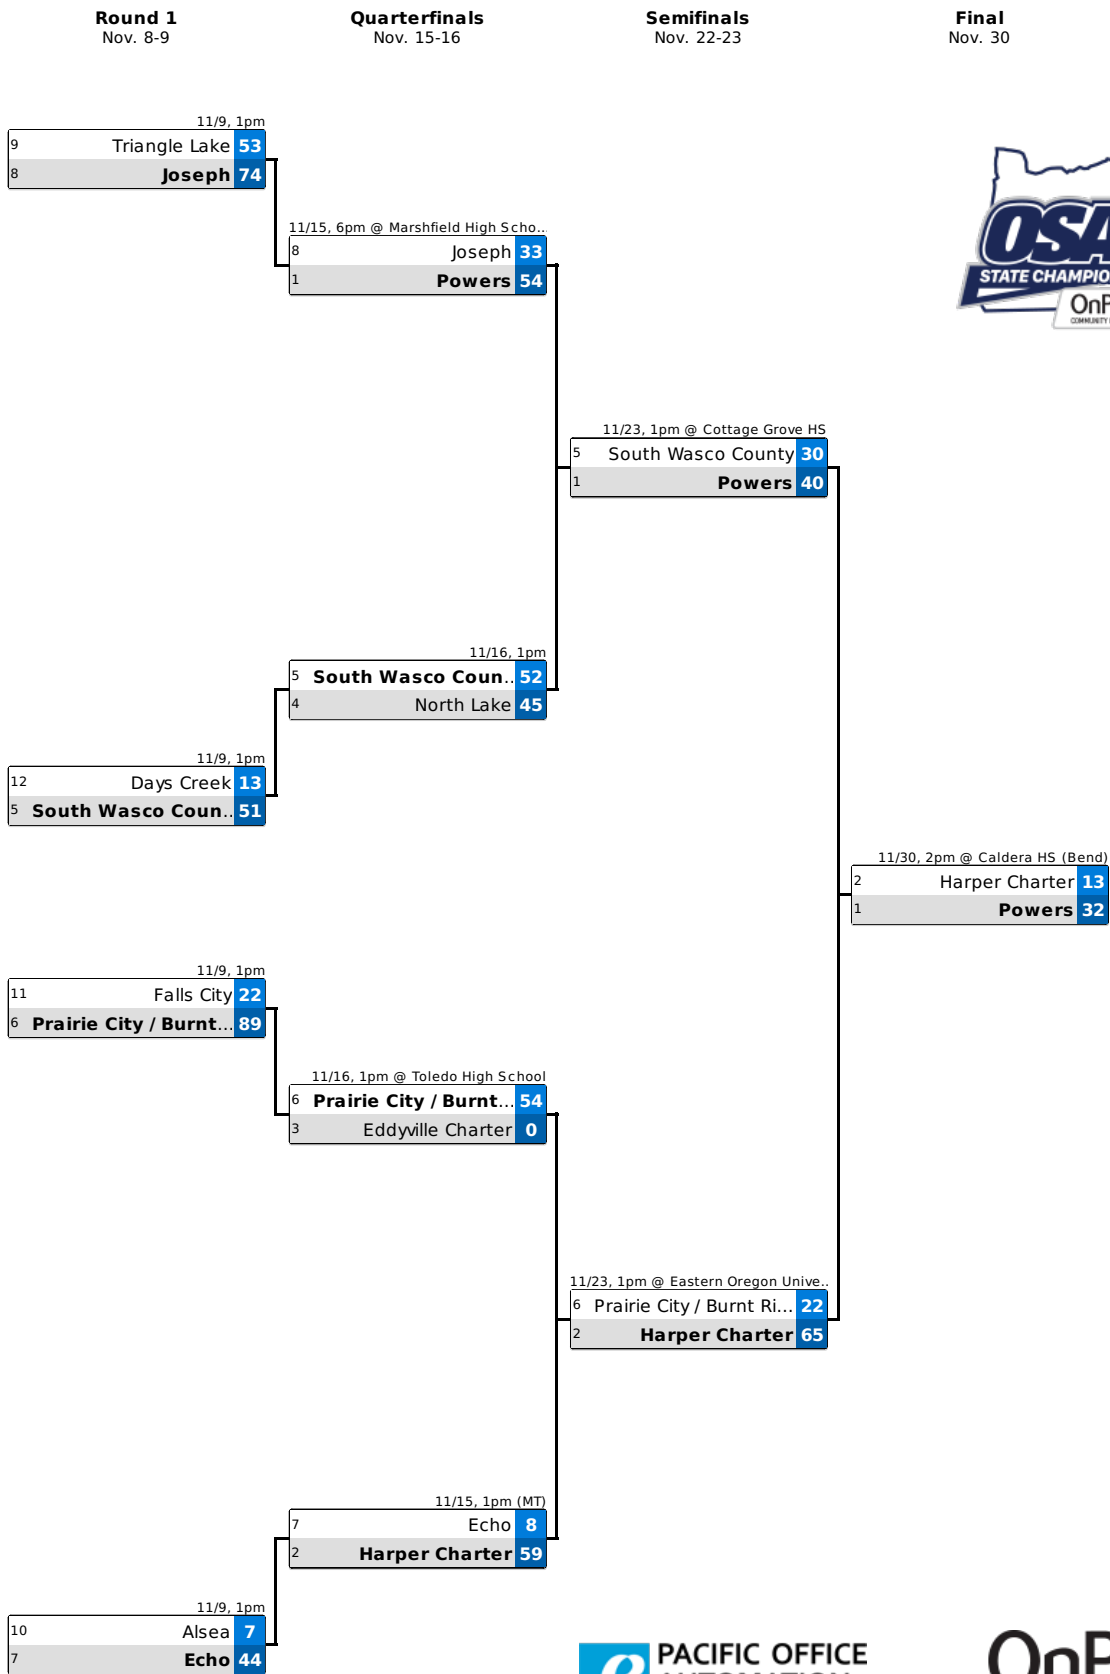 Round 1
Nov. 8-9
Quarterfinals
Nov. 15-16
Semifinals
Nov. 22-23
Final
Nov. 30
11/9, 1pm
9 Triangle Lake 53
8 Joseph 74
11/15, 6pm @ Marshfield High Scho...
8 Joseph 33
1 Powers 54
OSA
STATE CHAMPIO
OnP
COMMUNITY
11/23, 1pm @ Cottage Grove HS
5 South Wasco County 30
1 Powers 40
11/16, 1pm
5 South Wasco Coun... 52
4 North Lake 45
11/9, 1pm
12 Days Creek 13
5 South Wasco Coun... 51
11/30, 2pm @ Caldera HS (Bend)
2 Harper Charter 13
1 Powers 32
11/9, 1pm
11 Falls City 22
6 Prairie City / Burnt... 89
11/16, 1pm @ Toledo High School
6 Prairie City / Burnt... 54
3 Eddyville Charter 0
11/23, 1pm @ Eastern Oregon Unive...
6 Prairie City / Burnt Ri... 22
2 Harper Charter 65
11/15, 1pm (MT)
7 Echo 8
2 Harper Charter 59
11/9, 1pm
10 Alsea 7
7 Echo 44
PACIFIC OFFICE
AUTOMATION
OnP